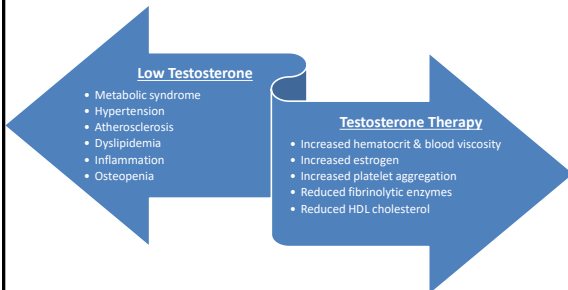 Low Testosterone
• Metabolic syndrome
• Hypertension
• Atherosclerosis
• Dyslipidemia
• Inflammation
• Osteopenia
Testosterone Therapy
• Increased hematocrit & blood viscosity
• Increased estrogen
• Increased platelet aggregation
• Reduced fibrinolytic enzymes
• Reduced HDL cholesterol